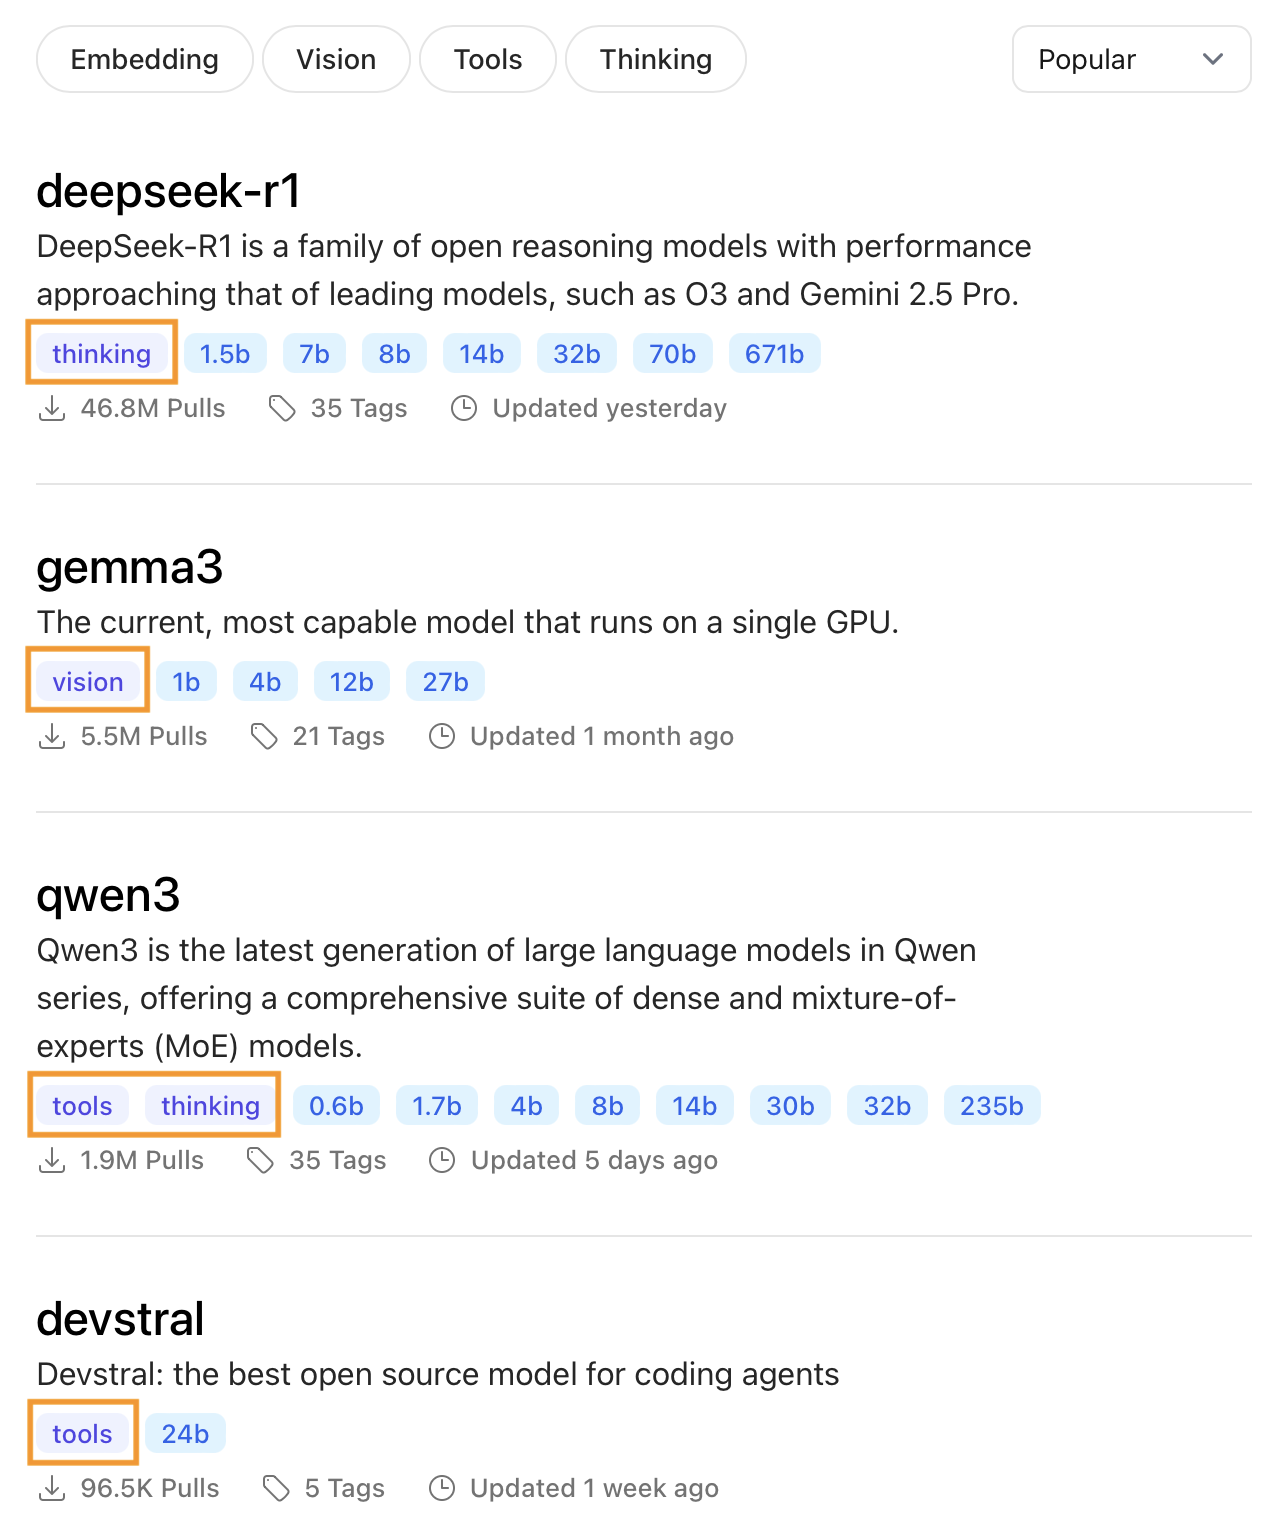 Embedding Vision Tools Thinking Popular
deepseek-r1
DeepSeek-R1 is a family of open reasoning models with performance
approaching that of leading models, such as O3 and Gemini 2.5 Pro.
thinking 1.5b 7b 8b 14b 32b 70b 671b
46.8M Pulls 35 Tags Updated yesterday
gemma3
The current, most capable model that runs on a single GPU.
vision 1b 4b 12b 27b
5.5M Pulls 21 Tags Updated 1 month ago
qwen3
Qwen3 is the latest generation of large language models in Qwen
series, offering a comprehensive suite of dense and mixture-of-
experts (MoE) models.
tools thinking 0.6b 1.7b 4b 8b 14b 30b 32b 235b
1.9M Pulls 35 Tags Updated 5 days ago
devstral
Devstral: the best open source model for coding agents
tools 24b
96.5K Pulls 5 Tags Updated 1 week ago